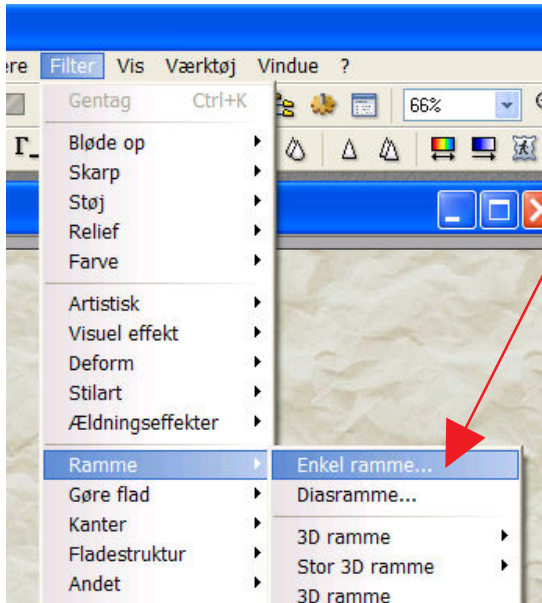 ere Filter Vis Værktøj Vindue ?
Gentag Ctrl+K
66%
Bløde op
Skarp
Støj
Relief
Farve
Artistisk
Visuel effekt
Deform
Stilart
Ældningseffekter
Ramme
Enkel ramme...
Gøre flad
Diasramme...
Kanter
3D ramme
Fladestruktur
Stor 3D ramme
Andet
3D ramme